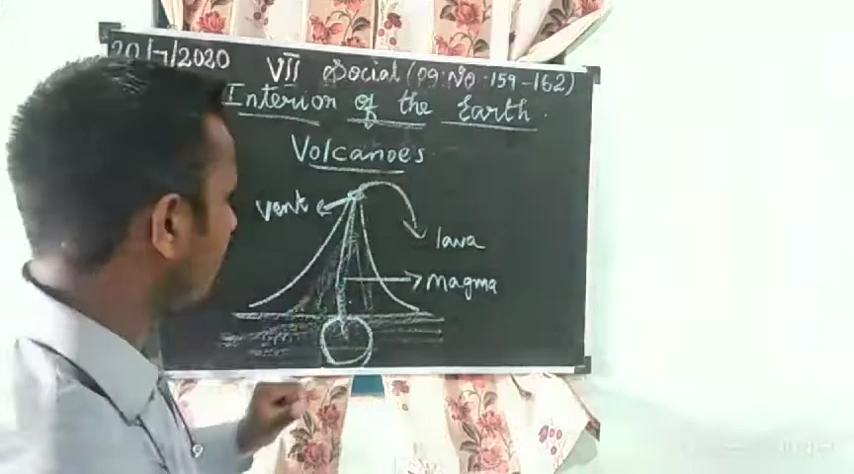 20/7/2020 VII Social (Pg: No :159-162)
Interior of the Earth.
Volcanoes
vent
lava
magma